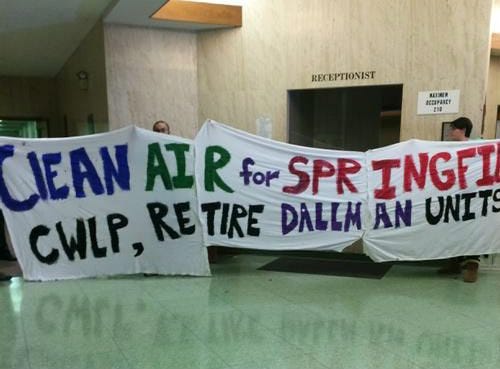 RECEPTIONIST
MAXIMUM
OCCUPANCY
210
CLEAN AIR for SPRINGFI
CWLP, RETIRE DALLMAN UNITS